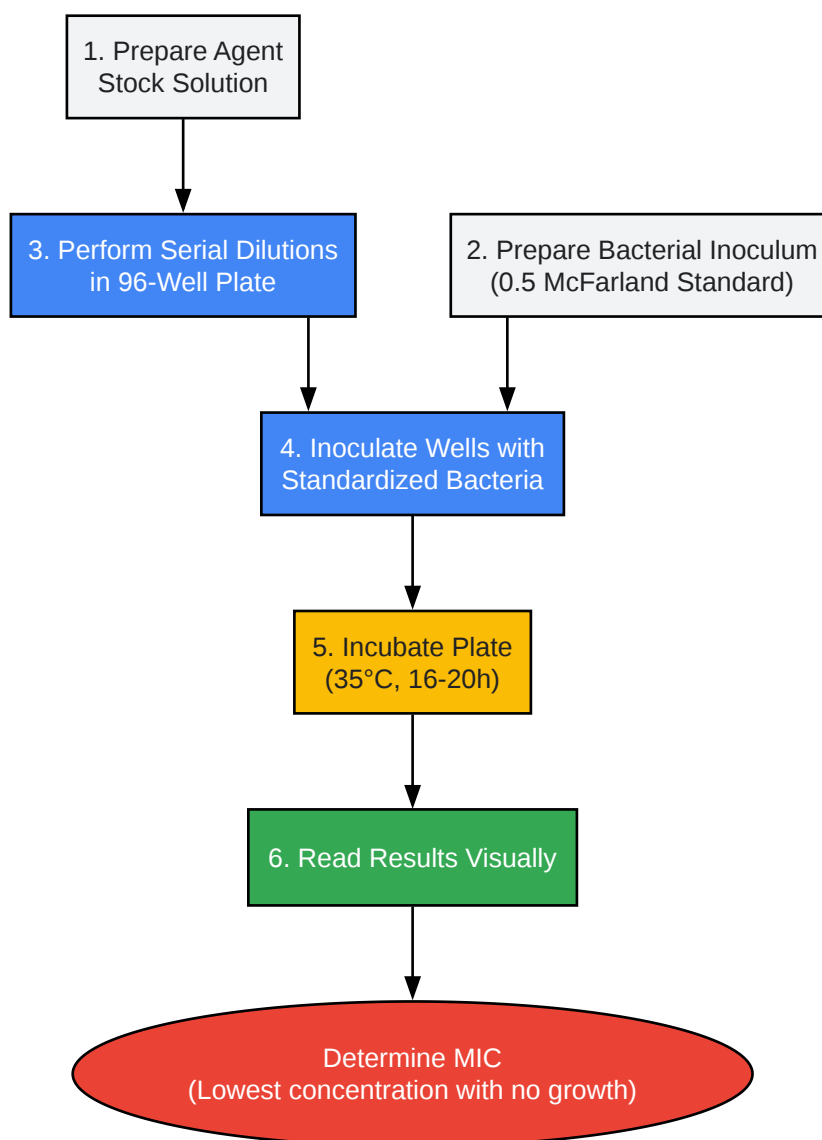 1. Prepare Agent
Stock Solution
3. Perform Serial Dilutions
in 96-Well Plate
2. Prepare Bacterial Inoculum
(0.5 McFarland Standard)
4. Inoculate Wells with
Standardized Bacteria
5. Incubate Plate
(35°C, 16-20h)
6. Read Results Visually
Determine MIC
(Lowest concentration with no growth)